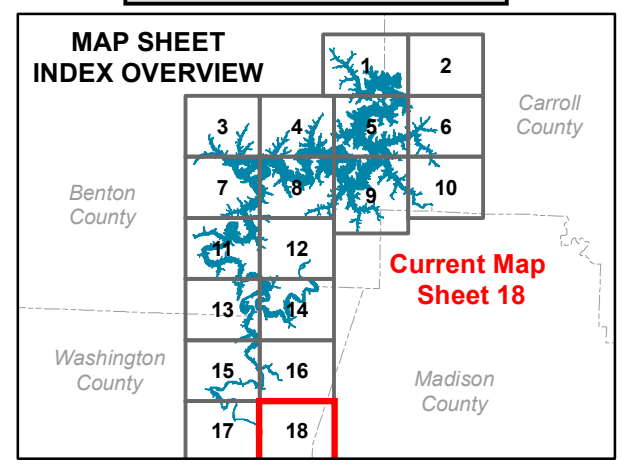 MAP SHEET
INDEX OVERVIEW
1
2
Carroll
County
3
4
5
6
Benton
County
7
8
9
10
11
12
Current Map
Sheet 18
13
14
Washington
County
15
16
Madison
County
17
18